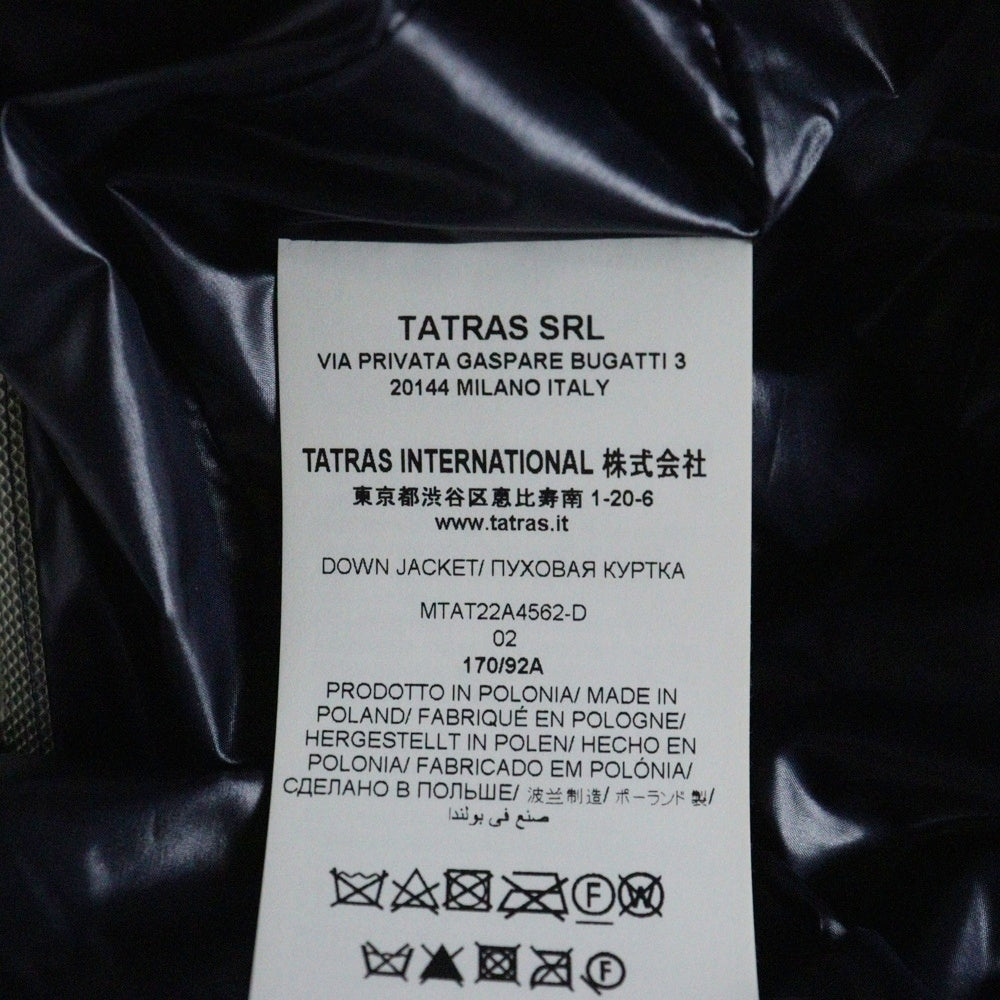 TATRAS SRL
VIA PRIVATA GASPARE BUGATTI 3
20144 MILANO ITALY
TATRAS INTERNATIONAL 株式会社
東京都渋谷区恵比寿南 1-20-6
www.tatras.it
DOWN JACKET/ ПУХОВАЯ КУРТКА
MTAT22A4562-D
02
170/92A
PRODOTTO IN POLONIA/ MADE IN
POLAND/ FABRIQUÉ EN POLOGNE/
HERGESTELLT IN POLEN/ HECHO EN
POLONIA/ FABRICADO EM POLÓNIA/
СДЕЛАНО В ПОЛЬШЕ/ 波兰制造/ ポーランド 製/
صنع في بولندا
F W
F